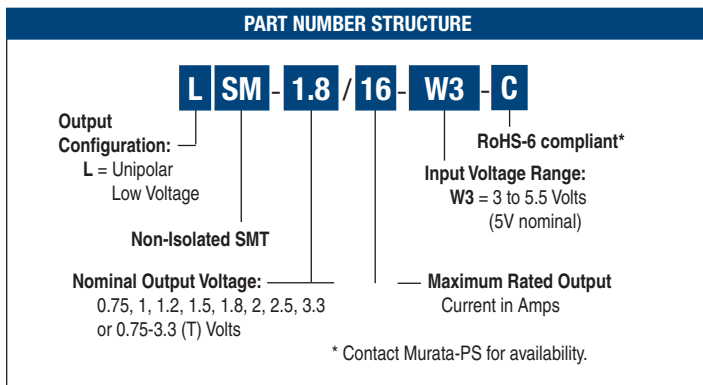 PART NUMBER STRUCTURE
L SM - 1.8 / 16 - W3 - C
Output
Configuration:
L = Unipolar
Low Voltage
RoHS-6 compliant*
Input Voltage Range:
W3 = 3 to 5.5 Volts
(5V nominal)
Non-Isolated SMT
Nominal Output Voltage:
0.75, 1, 1.2, 1.5, 1.8, 2, 2.5, 3.3
or 0.75-3.3 (T) Volts
Maximum Rated Output
Current in Amps
* Contact Murata-PS for availability.